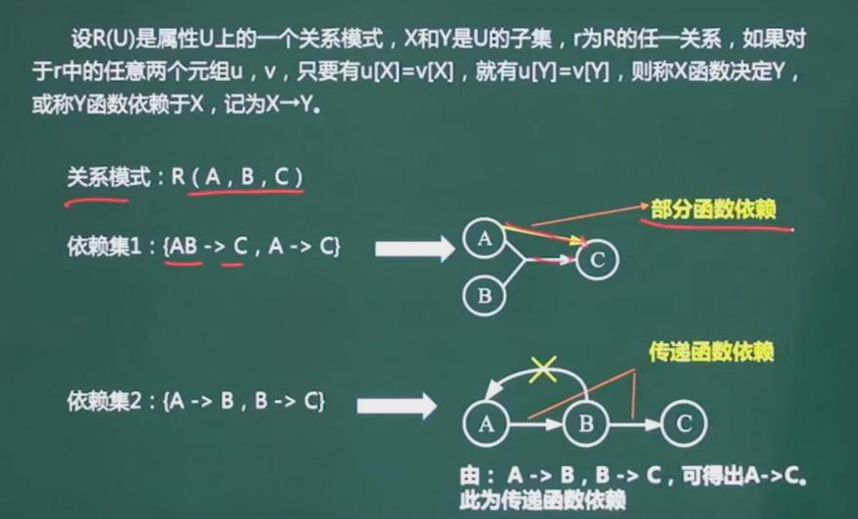 设R(U)是属性U上的一个关系模式，X和Y是U的子集，r为R的任一关系，如果对
于r中的任意两个元组u，v，只要有u[X]=v[X]，就有u[Y]=v[Y]，则称X函数决定Y，
或称Y函数依赖于X，记为X→Y。
关系模式：R（A，B，C）
部分函数依赖
依赖集1：{AB -> C，A -> C}
A
C
B
传递函数依赖
依赖集2：{A -> B，B -> C}
A
B
C
由： A -> B，B -> C，可得出A->C。
此为传递函数依赖